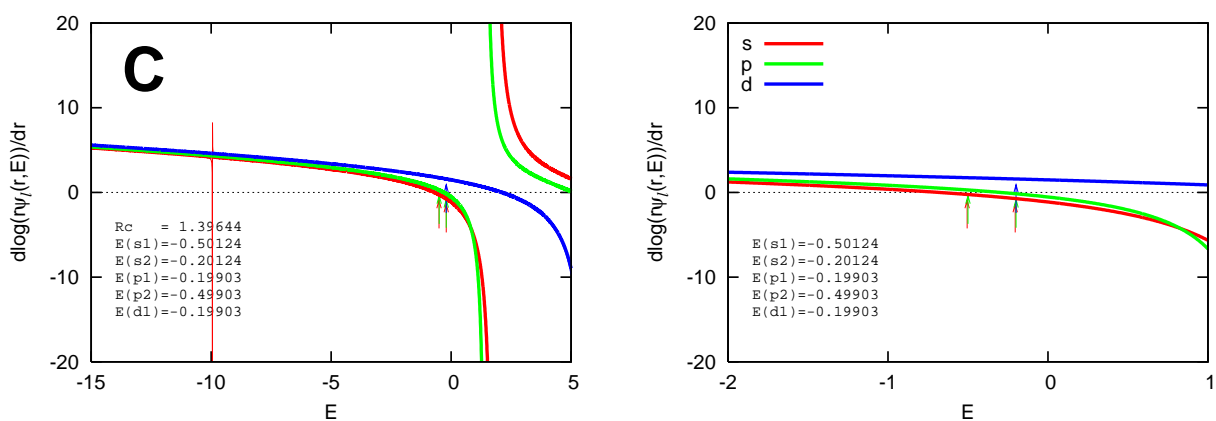 C
20
10
0
-10
-20
-15
-10
-5
0
5
E
dlog(nψl(r,E))/dr
Rc = 1.39644
E(s1)=-0.50124
E(s2)=-0.20124
E(p1)=-0.19903
E(p2)=-0.49903
E(d1)=-0.19903
s
p
d
20
10
0
-10
-20
-2
-1
0
1
E
dlog(nψl(r,E))/dr
E(s1)=-0.50124
E(s2)=-0.20124
E(p1)=-0.19903
E(p2)=-0.49903
E(d1)=-0.19903